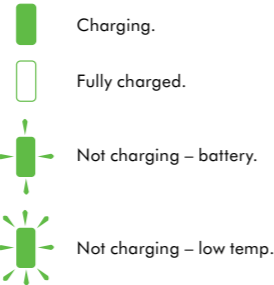 Charging.
Fully charged.
Not charging – battery.
Not charging – low temp.